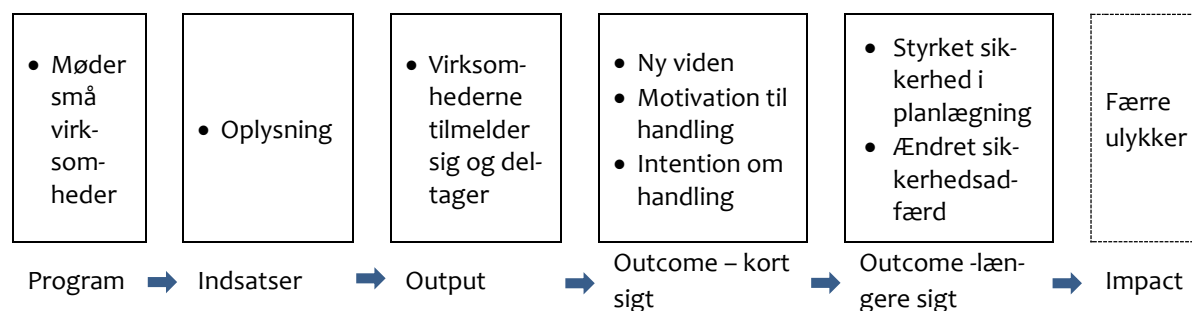 • Møder
små
virk-
som-
heder
• Oplysning
• Virksom-
hederne
tilmelder
sig og del-
tager
• Ny viden
• Motivation til
handling
• Intention om
handling
• Styrket sik-
kerhed i
planlægning
• Ændret sik-
kerhedsad-
færd
Færre
ulykker
Program
Indsatser
Output
Outcome – kort
sigt
Outcome -læn-
gere sigt
Impact